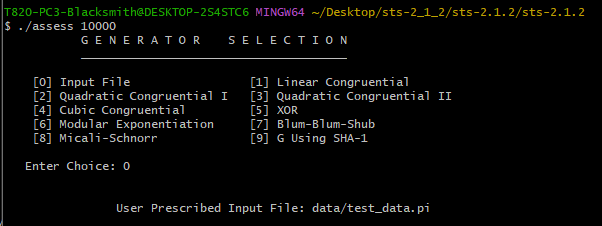 T820-PC3-Blacksmith@DESKTOP-2S4STC6 MINGW64 ~/Desktop/sts-2_1_2/sts-2.1.2/sts-2.1.2
$ ./assess 10000
G E N E R A T O R   S E L E C T I O N
[0] Input File [1] Linear Congruential
[2] Quadratic Congruential I [3] Quadratic Congruential II
[4] Cubic Congruential [5] XOR
[6] Modular Exponentiation [7] Blum-Blum-Shub
[8] Micali-Schnorr [9] G Using SHA-1
Enter Choice: 0
User Prescribed Input File: data/test_data.pi